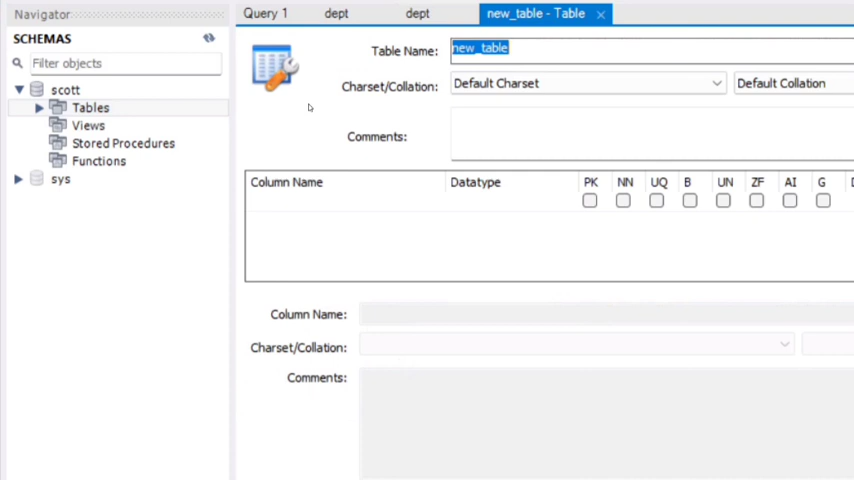 Navigator
SCHEMAS
Filter objects
scott
Tables
Views
Stored Procedures
Functions
sys
Query 1 dept dept new_table - Table
Table Name: new_table
Charset/Collation: Default Charset Default Collation
Comments:
Column Name Datatype PK NN UQ B UN ZF AI G
Column Name:
Charset/Collation:
Comments: